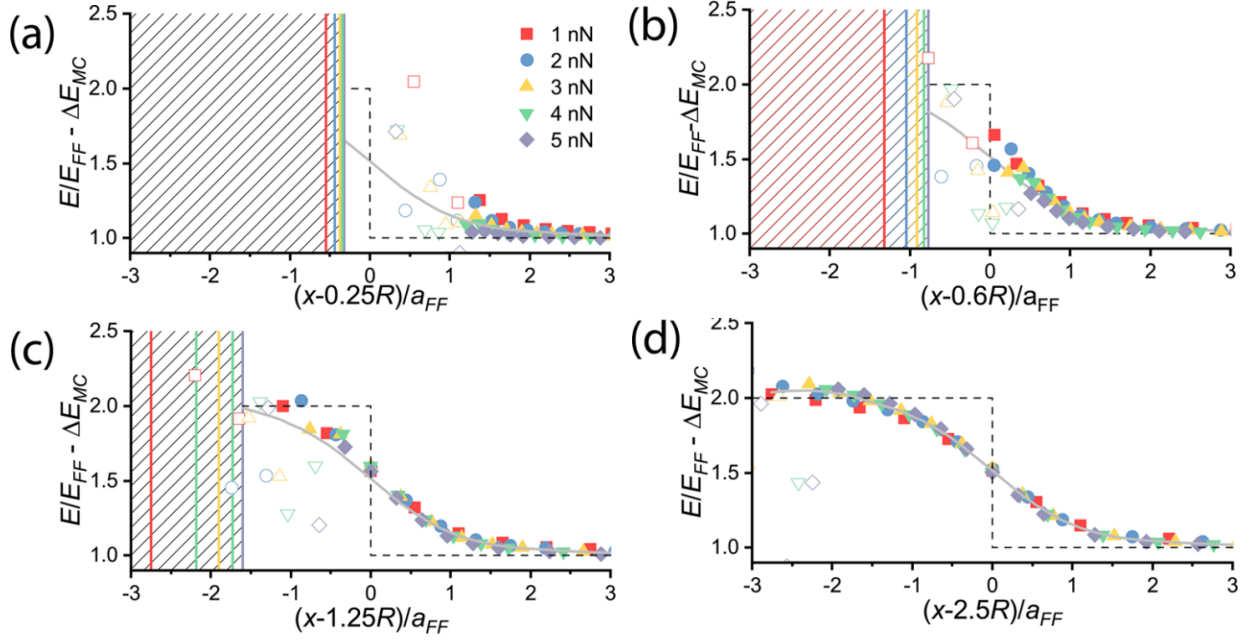 (a)
2.5
2.0
1.5
1.0
E/E_FF - ΔE_MC
1 nN
2 nN
3 nN
4 nN
5 nN
-3 -2 -1 0 1 2 3
(x-0.25R)/a_FF
(b)
2.5
2.0
1.5
1.0
E/E_FF-ΔE_MC
-3 -2 -1 0 1 2 3
(x-0.6R)/a_FF
(c)
2.5
2.0
1.5
1.0
E/E_FF - ΔE_MC
-3 -2 -1 0 1 2 3
(x-1.25R)/a_FF
(d)
2.5
2.0
1.5
1.0
E/E_FF - ΔE_MC
-3 -2 -1 0 1 2 3
(x-2.5R)/a_FF